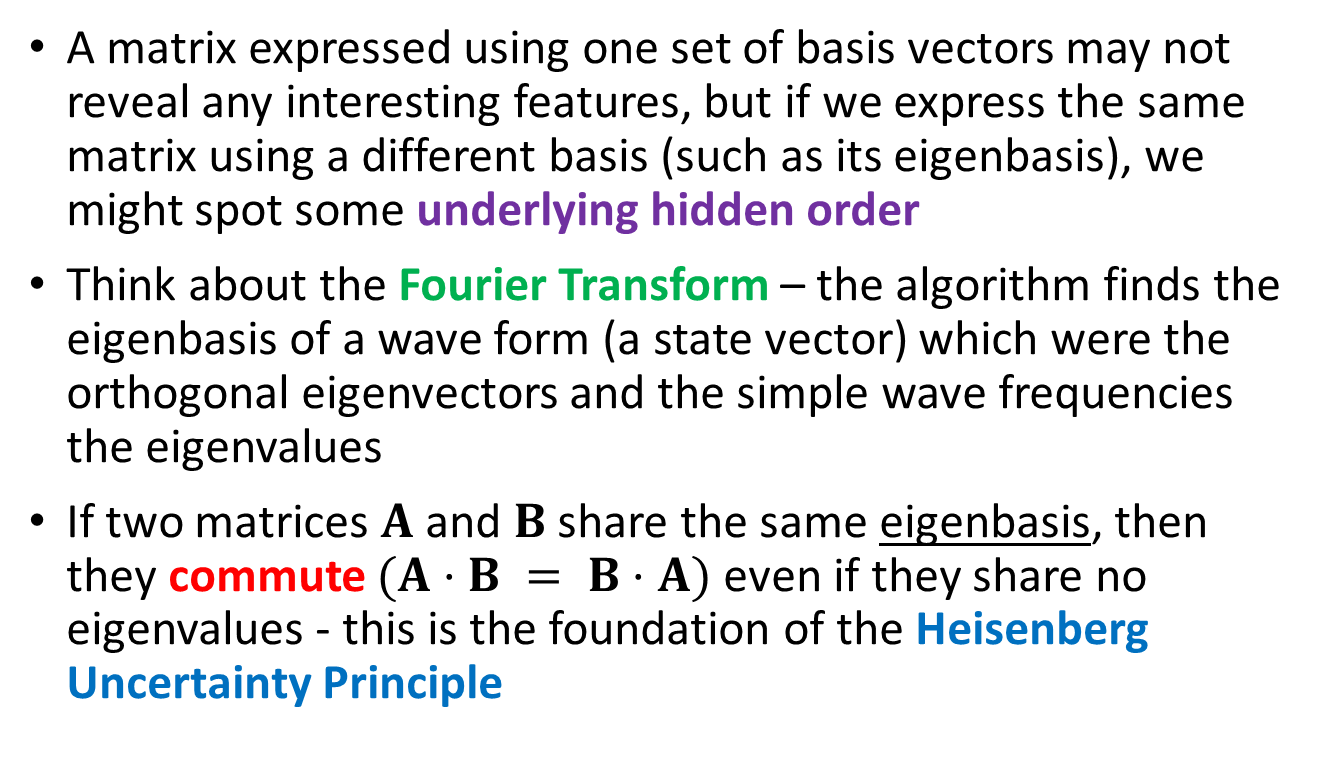 • A matrix expressed using one set of basis vectors may not
reveal any interesting features, but if we express the same
matrix using a different basis (such as its eigenbasis), we
might spot some underlying hidden order
• Think about the Fourier Transform – the algorithm finds the
eigenbasis of a wave form (a state vector) which were the
orthogonal eigenvectors and the simple wave frequencies
the eigenvalues
• If two matrices 𝐀 and 𝐁 share the same eigenbasis, then
they commute (𝐀 · 𝐁 = 𝐁 · 𝐀) even if they share no
eigenvalues - this is the foundation of the Heisenberg
Uncertainty Principle